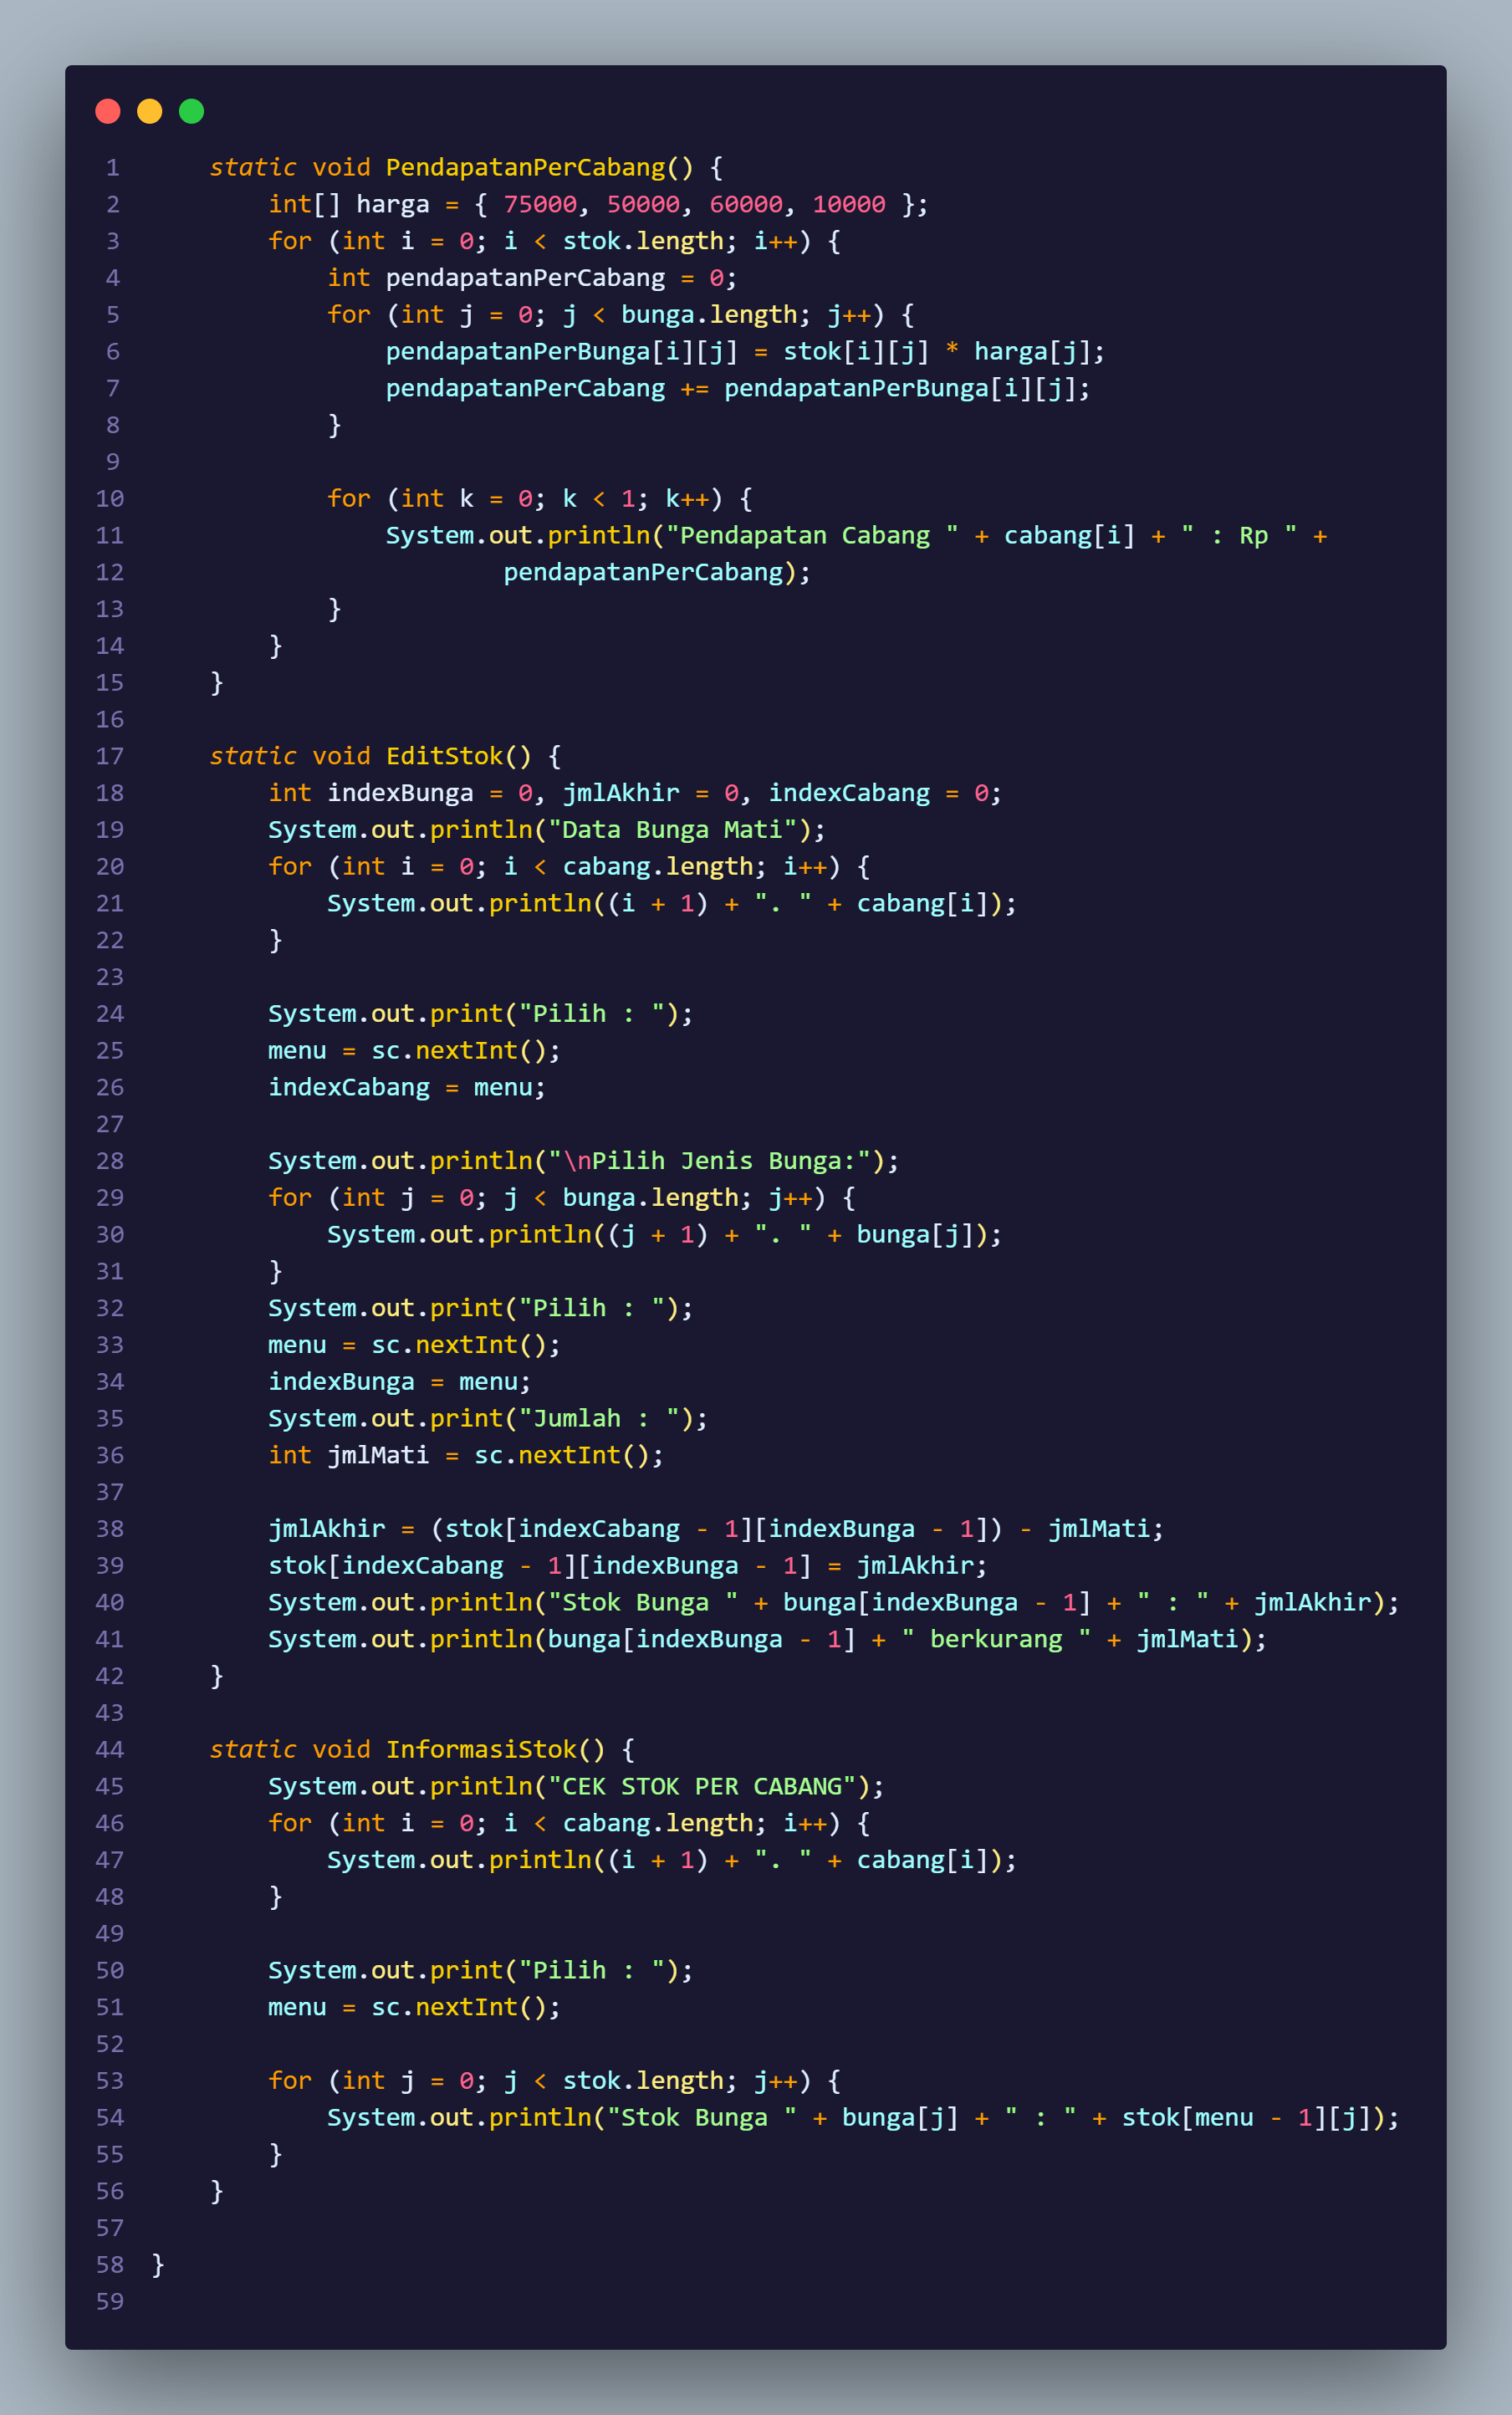 1 static void PendapatanPerCabang() {
2 int[] harga = { 75000, 50000, 60000, 10000 };
3 for (int i = 0; i < stok.length; i++) {
4 int pendapatanPerCabang = 0;
5 for (int j = 0; j < bunga.length; j++) {
6 pendapatanPerBunga[i][j] = stok[i][j] * harga[j];
7 pendapatanPerCabang += pendapatanPerBunga[i][j];
8 }
9
10 for (int k = 0; k < 1; k++) {
11 System.out.println("Pendapatan Cabang " + cabang[i] + " : Rp " +
12 pendapatanPerCabang);
13 }
14 }
15 }
16
17 static void EditStok() {
18 int indexBunga = 0, jmlAkhir = 0, indexCabang = 0;
19 System.out.println("Data Bunga Mati");
20 for (int i = 0; i < cabang.length; i++) {
21 System.out.println((i + 1) + ". " + cabang[i]);
22 }
23
24 System.out.print("Pilih : ");
25 menu = sc.nextInt();
26 indexCabang = menu;
27
28 System.out.println("\nPilih Jenis Bunga:");
29 for (int j = 0; j < bunga.length; j++) {
30 System.out.println((j + 1) + ". " + bunga[j]);
31 }
32 System.out.print("Pilih : ");
33 menu = sc.nextInt();
34 indexBunga = menu;
35 System.out.print("Jumlah : ");
36 int jmlMati = sc.nextInt();
37
38 jmlAkhir = (stok[indexCabang - 1][indexBunga - 1]) - jmlMati;
39 stok[indexCabang - 1][indexBunga - 1] = jmlAkhir;
40 System.out.println("Stok Bunga " + bunga[indexBunga - 1] + " : " + jmlAkhir);
41 System.out.println(bunga[indexBunga - 1] + " berkurang " + jmlMati);
42 }
43
44 static void InformasiStok() {
45 System.out.println("CEK STOK PER CABANG");
46 for (int i = 0; i < cabang.length; i++) {
47 System.out.println((i + 1) + ". " + cabang[i]);
48 }
49
50 System.out.print("Pilih : ");
51 menu = sc.nextInt();
52
53 for (int j = 0; j < stok.length; j++) {
54 System.out.println("Stok Bunga " + bunga[j] + " : " + stok[menu - 1][j]);
55 }
56 }
57
58 }
59